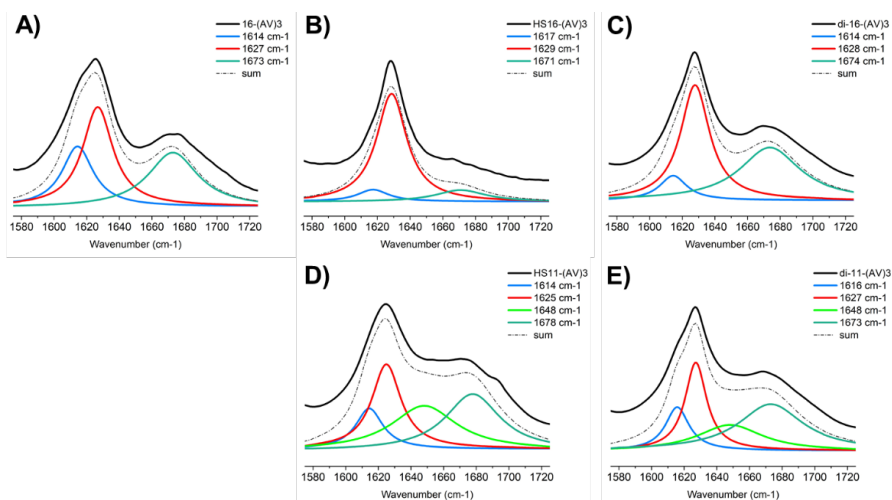 A)
16-(AV)3
1614 cm-1
1627 cm-1
1673 cm-1
sum
1580 1600 1620 1640 1660 1680 1700 1720
Wavenumber (cm-1)
B)
HS16-(AV)3
1617 cm-1
1629 cm-1
1671 cm-1
sum
1580 1600 1620 1640 1660 1680 1700 1720
Wavenumber (cm-1)
C)
di-16-(AV)3
1614 cm-1
1628 cm-1
1674 cm-1
sum
1580 1600 1620 1640 1660 1680 1700 1720
Wavenumber (cm-1)
D)
HS11-(AV)3
1614 cm-1
1625 cm-1
1648 cm-1
1678 cm-1
sum
1580 1600 1620 1640 1660 1680 1700 1720
Wavenumber (cm-1)
E)
di-11-(AV)3
1616 cm-1
1627 cm-1
1648 cm-1
1673 cm-1
sum
1580 1600 1620 1640 1660 1680 1700 1720
Wavenumber (cm-1)